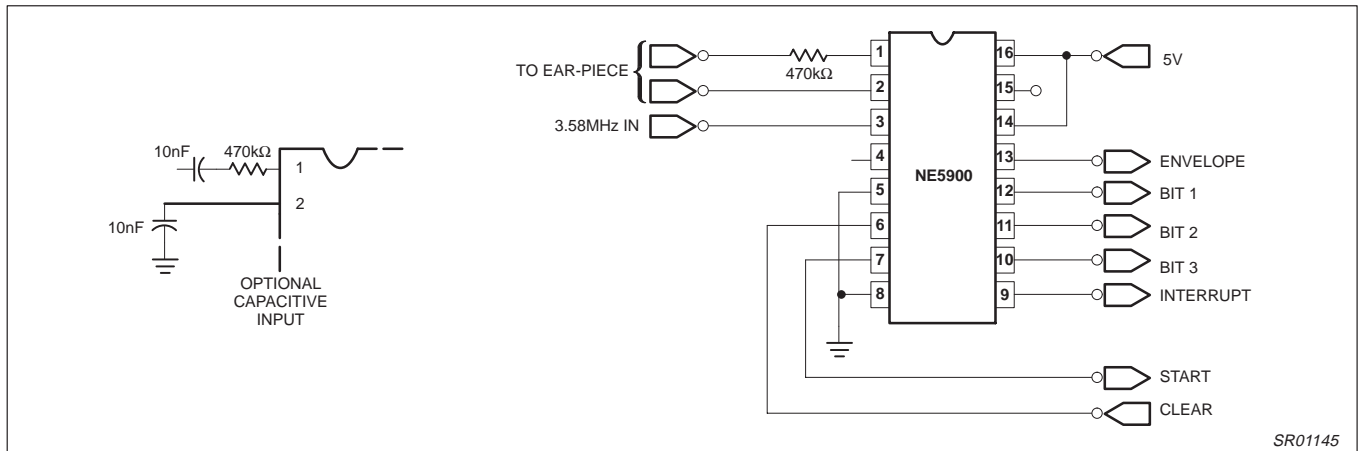 10nF
470kΩ
1
2
10nF
OPTIONAL
CAPACITIVE
INPUT
TO EAR-PIECE
470kΩ
3.58MHz IN
NE5900
1
2
3
4
5
6
7
8
16
15
14
13
12
11
10
9
5V
ENVELOPE
BIT 1
BIT 2
BIT 3
INTERRUPT
START
CLEAR
SR01145